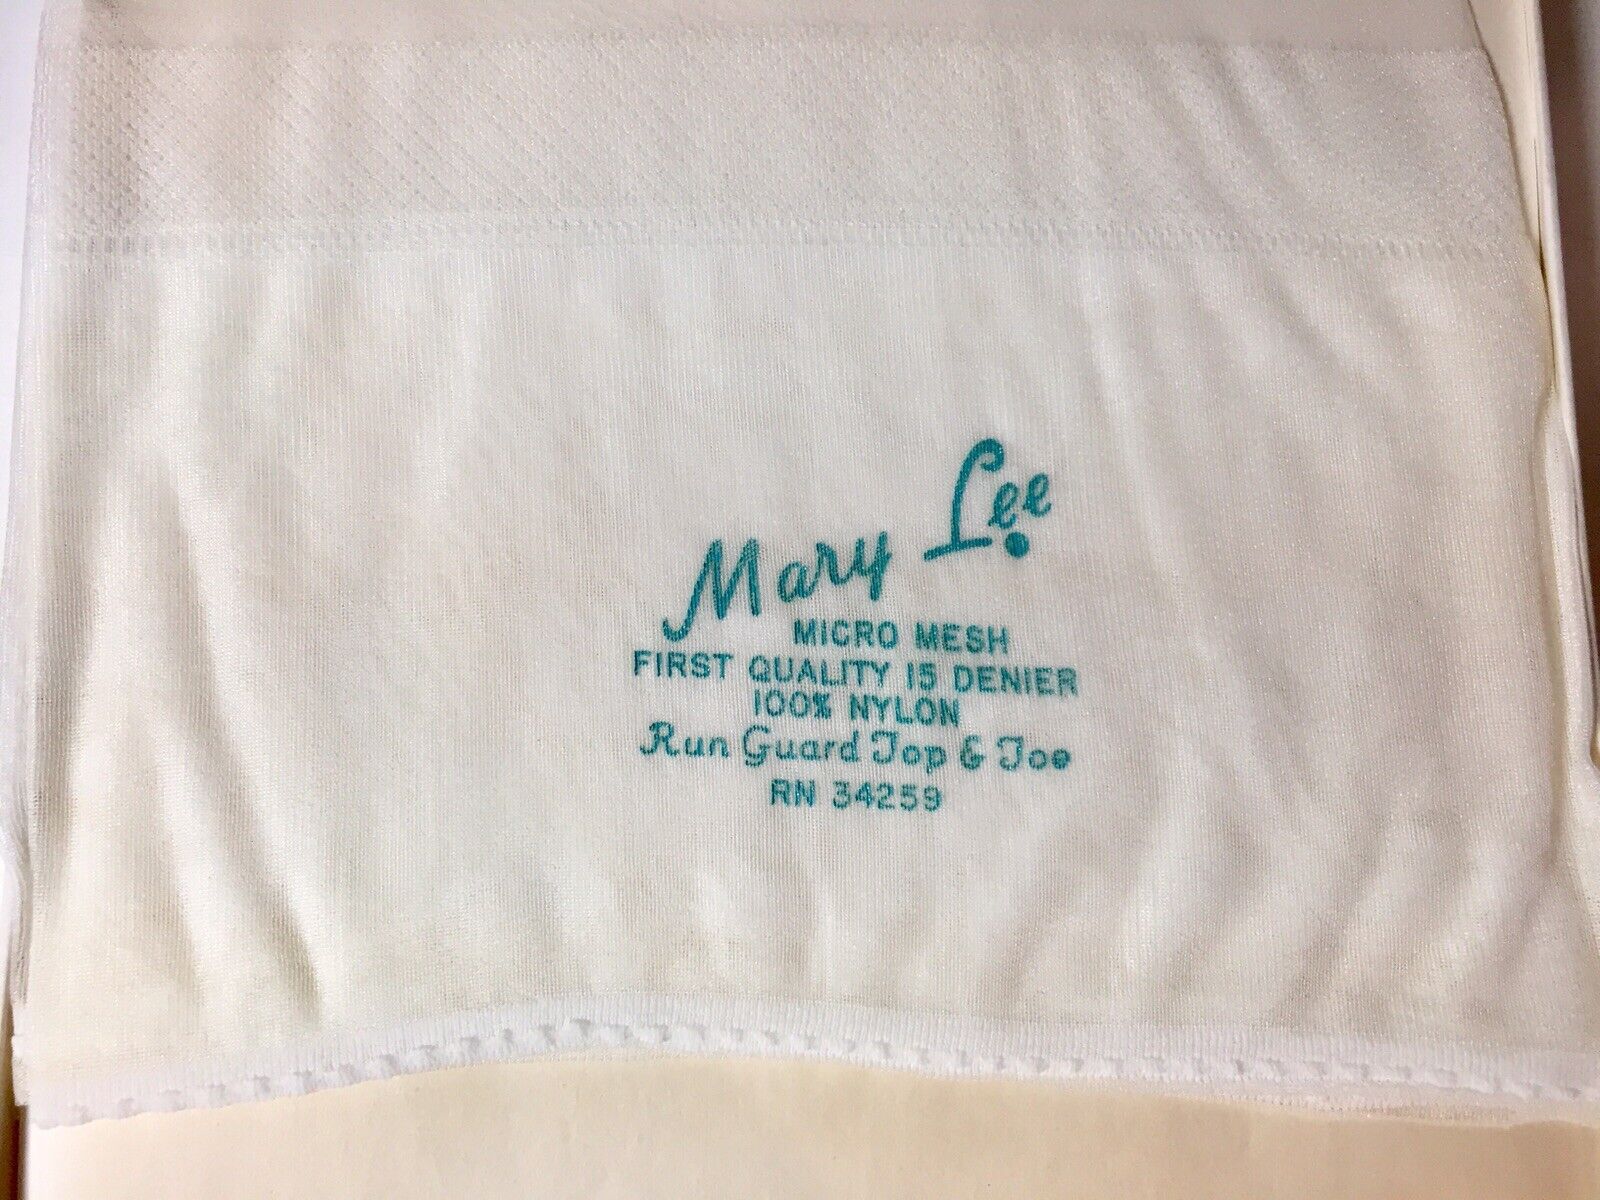 Mary Lee
MICRO MESH
FIRST QUALITY 15 DENIER
100% NYLON
Run Guard Top & Toe
RN 34259